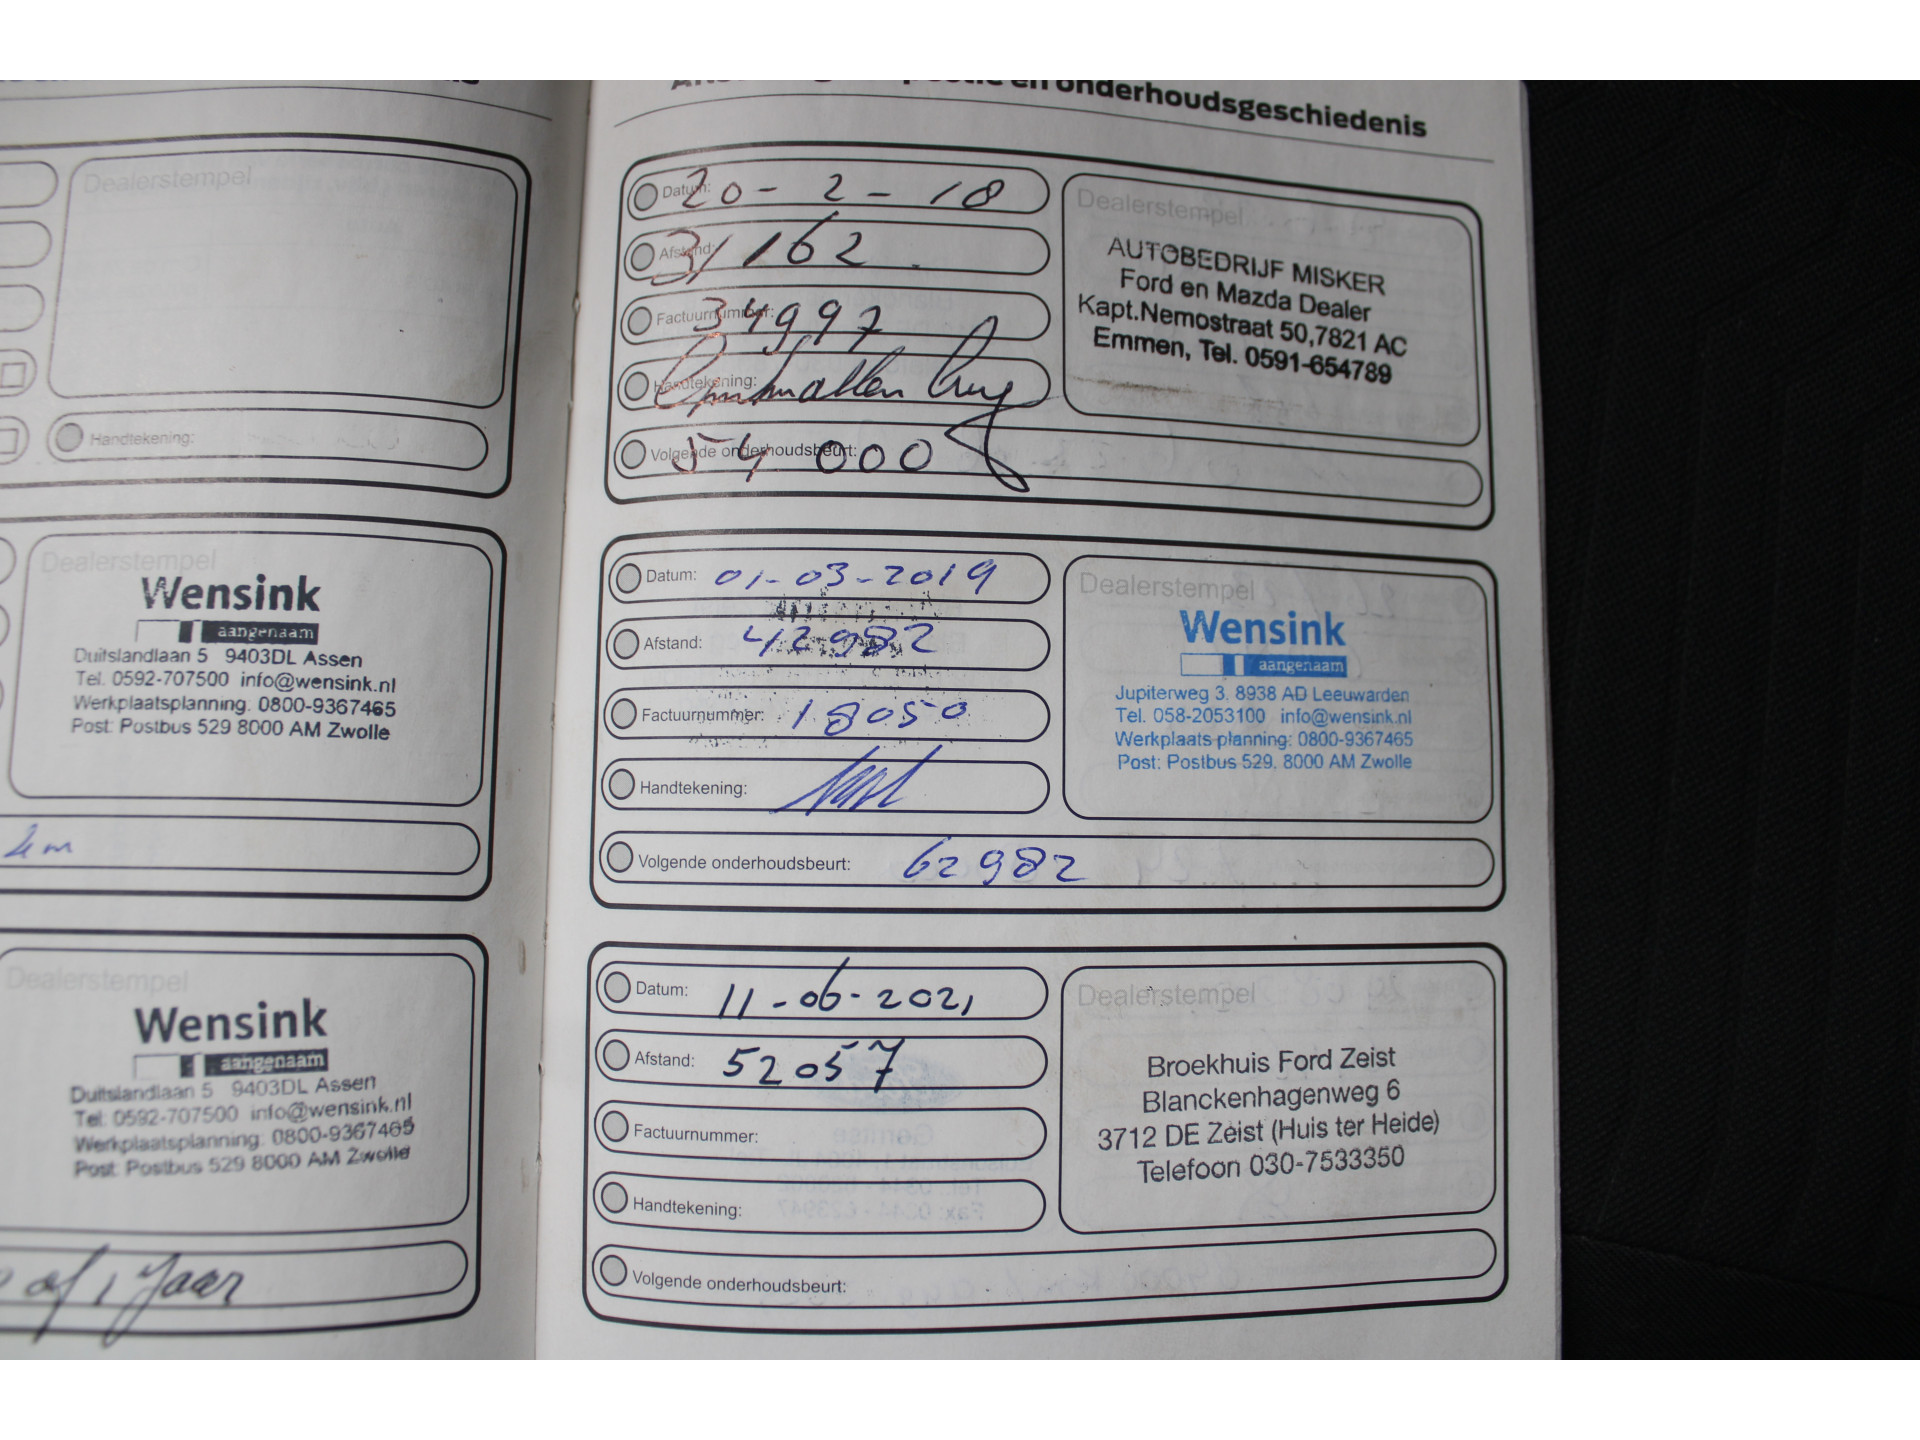 Dealerstempel
Handtekening:
Dealerstempel
Wensink
aangenaam
Duitslandlaan 5 9403DL Assen
Tel. 0592-707500 info@wensink.nl
Werkplaatsplanning: 0800-9367465
Post: Postbus 529 8000 AM Zwolle
km
Dealerstempel
Wensink
aangenaam
Duitslandlaan 5 9403DL Assen
Tel: 0592-707500 info@wensink.nl
Werkplaatsplanning: 0800-9367465
Post: Postbus 529 8000 AM Zwolle
of 1 Jaar
en onderhoudsgeschiedenis
Datum: 20-2-18
Afstand: 31162
Factuurnummer: 34997
Handtekening:
Volgende onderhoudsbeurt: 54000
Dealerstempel
AUTOBEDRIJF MISKER
Ford en Mazda Dealer
Kapt.Nemostraat 50,7821 AC
Emmen, Tel. 0591-654789
Datum: 01-03-2019
Afstand: 42982
Factuurnummer: 18050
Handtekening:
Volgende onderhoudsbeurt: 62982
Dealerstempel
Wensink
aangenaam
Jupiterweg 3, 8938 AD Leeuwarden
Tel. 058-2053100 info@wensink.nl
Werkplaats planning: 0800-9367465
Post: Postbus 529, 8000 AM Zwolle
Datum: 11-06-2021
Afstand: 52057
Factuurnummer:
Handtekening:
Volgende onderhoudsbeurt:
Dealerstempel
Broekhuis Ford Zeist
Blanckenhagenweg 6
3712 DE Zeist (Huis ter Heide)
Telefoon 030-7533350